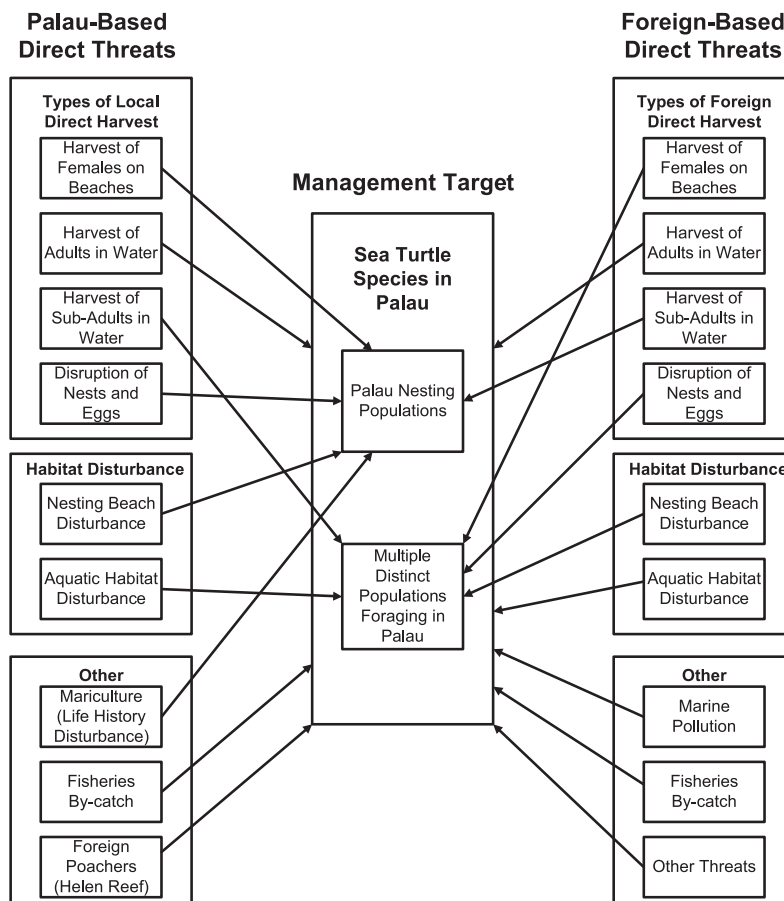 Palau-Based
Direct Threats
Types of Local
Direct Harvest
Harvest of
Females on
Beaches
Harvest of
Adults in Water
Harvest of
Sub-Adults in
Water
Disruption of
Nests and
Eggs
Habitat Disturbance
Nesting Beach
Disturbance
Aquatic Habitat
Disturbance
Other
Mariculture
(Life History
Disturbance)
Fisheries
By-catch
Foreign
Poachers
(Helen Reef)
Management Target
Sea Turtle
Species in
Palau
Palau Nesting
Populations
Multiple
Distinct
Populations
Foraging in
Palau
Foreign-Based
Direct Threats
Types of Foreign
Direct Harvest
Harvest of
Females on
Beaches
Harvest of
Adults in Water
Harvest of
Sub-Adults in
Water
Disruption of
Nests and
Eggs
Habitat Disturbance
Nesting Beach
Disturbance
Aquatic Habitat
Disturbance
Other
Marine
Pollution
Fisheries
By-catch
Other Threats